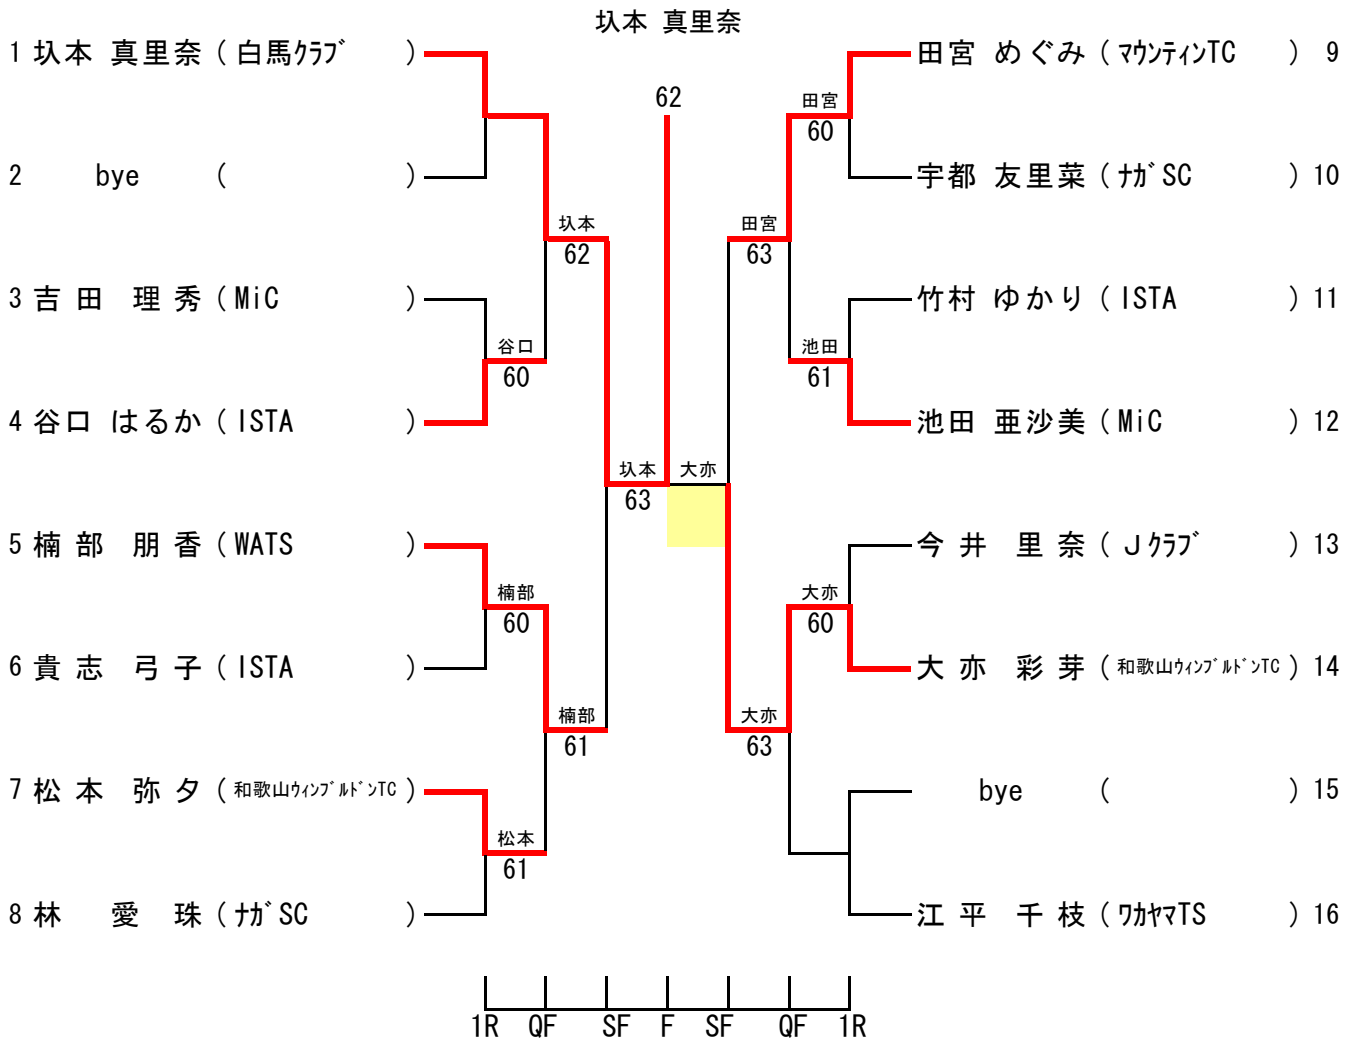 圦本 真里奈
1 圦本 真里奈 ( 白馬ｸﾗﾌﾞ )
2 bye ( )
3 吉田 理秀 ( MiC )
4 谷口 はるか ( ISTA )
5 楠部 朋香 ( WATS )
6 貴志 弓子 ( ISTA )
7 松本 弥夕 ( 和歌山ｳｨﾝﾌﾞﾙﾄﾞﾝTC )
8 林 愛珠 ( ﾅｶﾞSC )
谷口
60
楠部
60
松本
61
圦本
62
楠部
61
圦本
63
62
大亦
田宮
63
大亦
63
田宮
60
池田
61
大亦
60
田宮 めぐみ ( ﾏｳﾝﾃｨﾝTC ) 9
宇都 友里菜 ( ﾅｶﾞSC ) 10
竹村 ゆかり ( ISTA ) 11
池田 亜沙美 ( MiC ) 12
今井 里奈 ( Ｊｸﾗﾌﾞ ) 13
大亦 彩芽 ( 和歌山ｳｨﾝﾌﾞﾙﾄﾞﾝTC ) 14
bye ( ) 15
江平 千枝 ( ﾜｶﾔﾏTS ) 16
1R QF SF F SF QF 1R